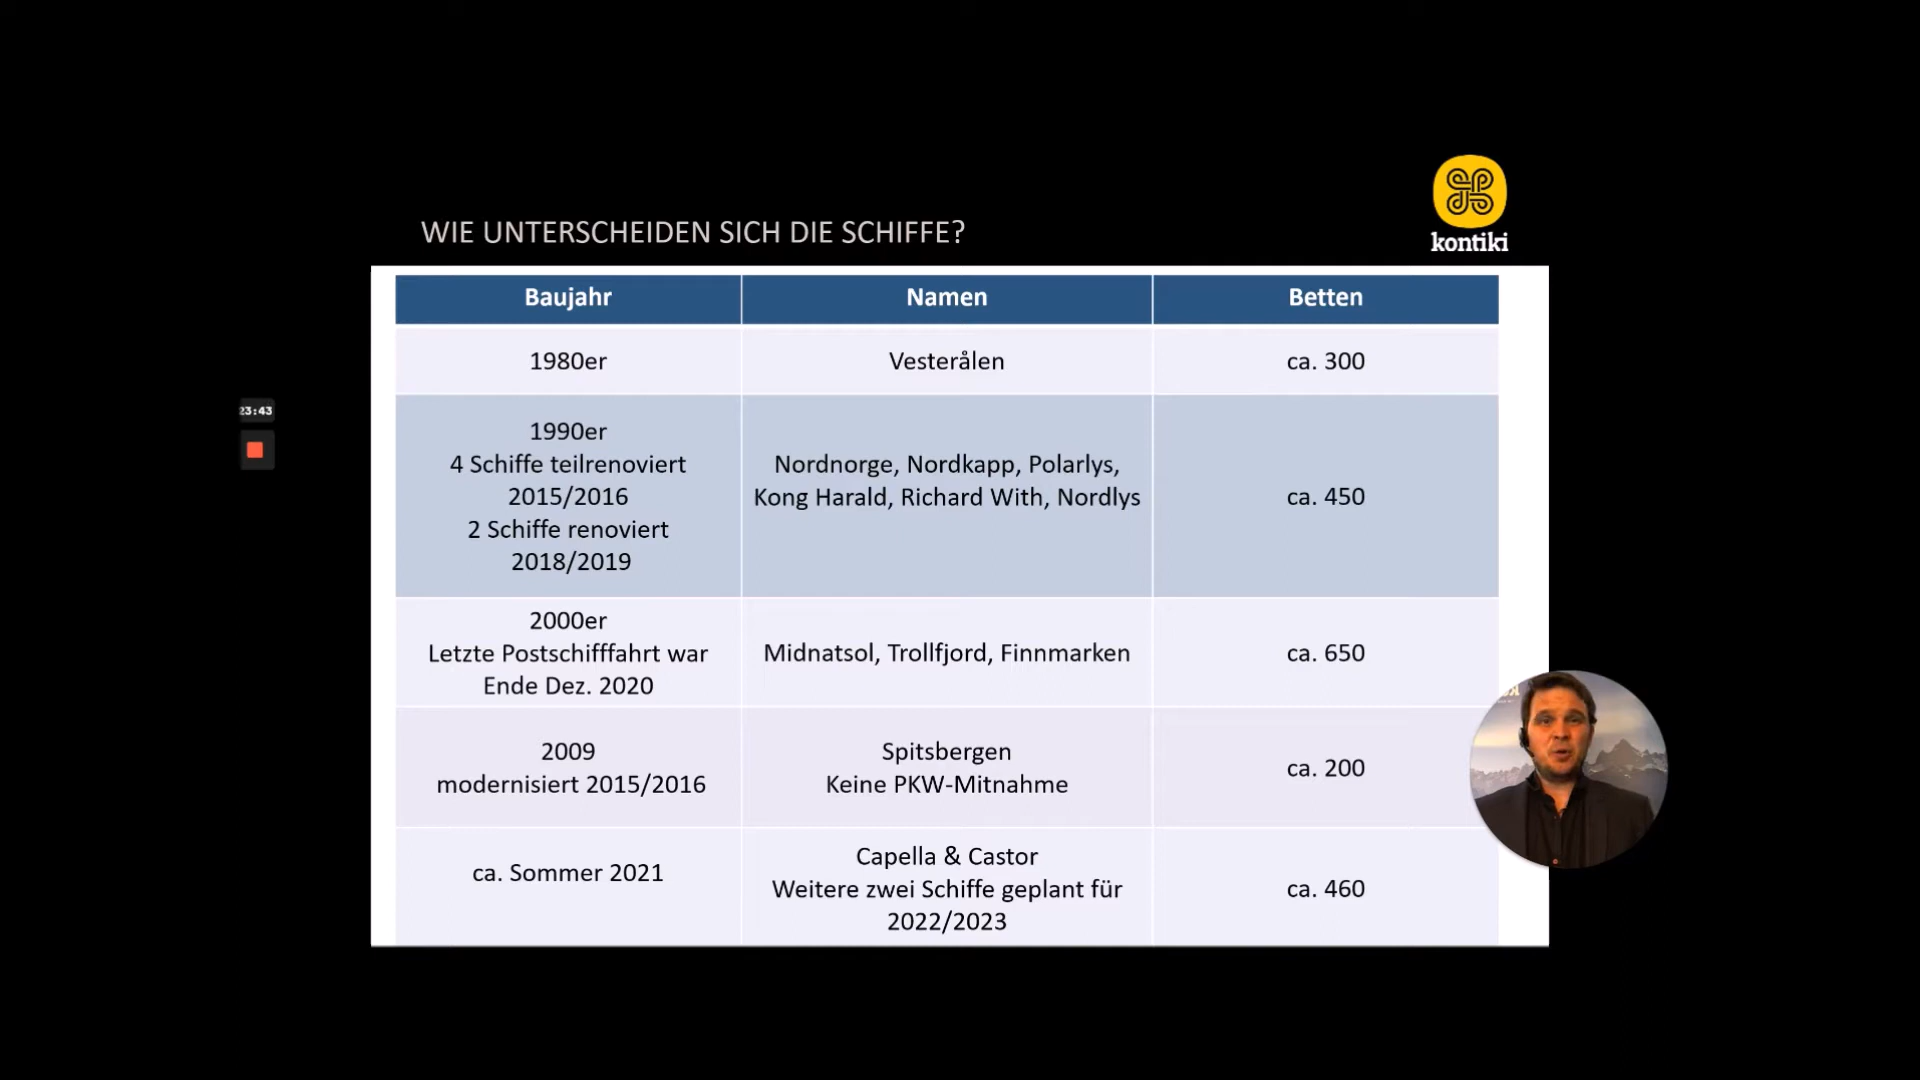 WIE UNTERSCHEIDEN SICH DIE SCHIFFE?
kontiki
Baujahr
Namen
Betten
1980er
Vesterålen
ca. 300
1990er
4 Schiffe teilrenoviert
2015/2016
2 Schiffe renoviert
2018/2019
Nordnorge, Nordkapp, Polarlys,
Kong Harald, Richard With, Nordlys
ca. 450
2000er
Letzte Postschifffahrt war
Ende Dez. 2020
Midnatsol, Trollfjord, Finnmarken
ca. 650
2009
modernisiert 2015/2016
Spitsbergen
Keine PKW-Mitnahme
ca. 200
ca. Sommer 2021
Capella & Castor
Weitere zwei Schiffe geplant für
2022/2023
ca. 460
23:43